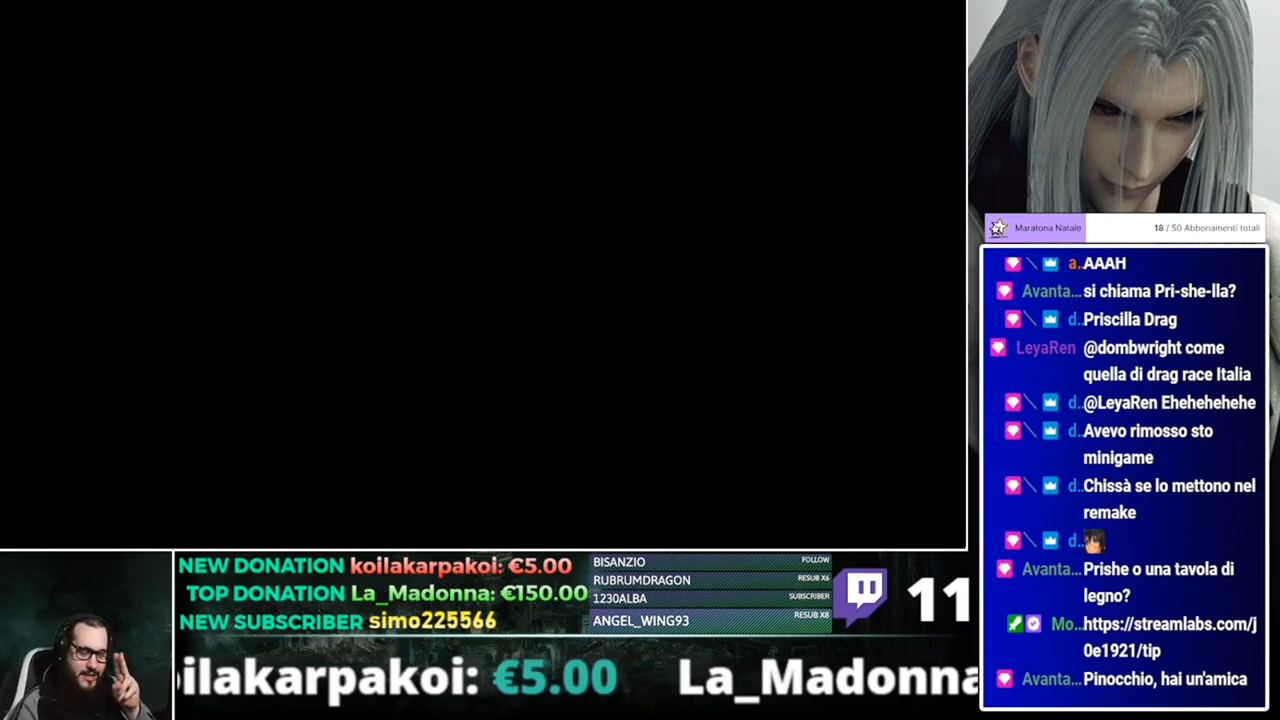 Maratona Natale
18 / 50 Abbonamenti totali
a..AAAH
Avanta...si chiama Pri-she-lla?
d..Priscilla Drag
LeyaRen @dombwright come
quella di drag race Italia
d..@LeyaRen Ehehehehehe
d..Avevo rimosso sto
minigame
d..Chissà se lo mettono nel
remake
d..
Avanta...Prishe o una tavola di
legno?
Mo...https://streamlabs.com/j
0e1921/tip
Avanta...Pinocchio, hai un'amica
NEW DONATION koilakarpakoi: €5.00
TOP DONATION La_Madonna: €150.00
NEW SUBSCRIBER simo225566
BISANZIO FOLLOW
RUBRUMDRAGON RESUB X6
1230ALBA SUBSCRIBER
ANGEL_WING93 RESUB X8
11
oilakarpakoi: €5.00 La_Madonna